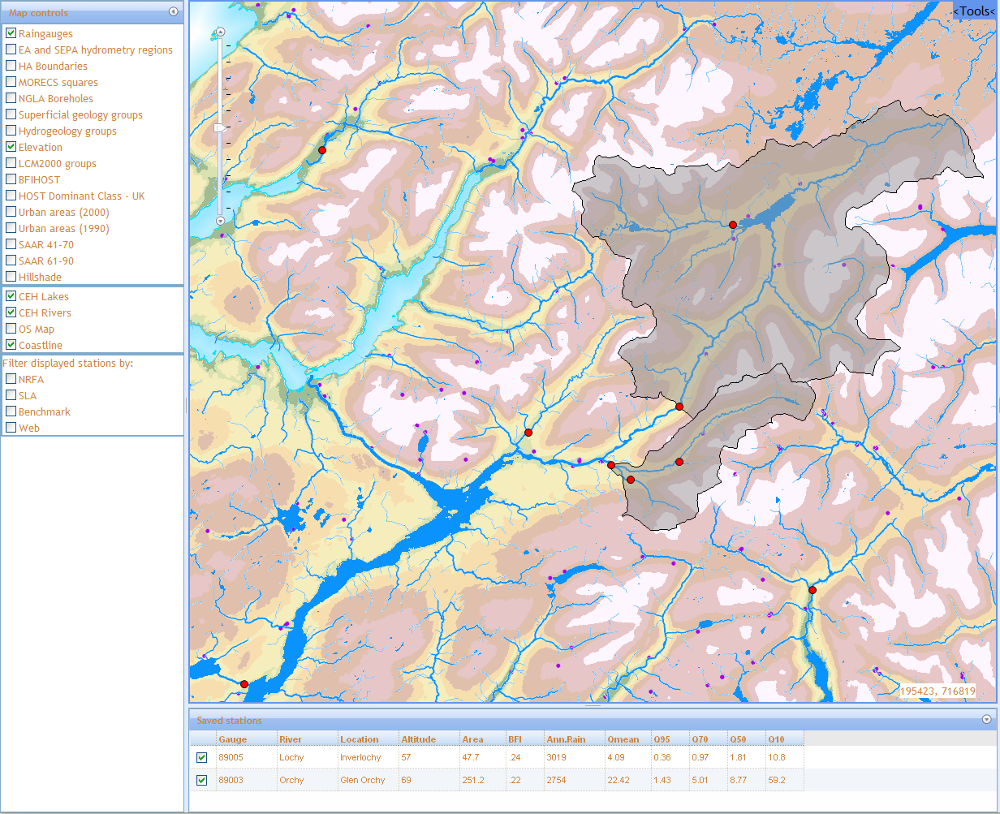 Map controls
Raingauges
EA and SEPA hydrometry regions
HA Boundaries
MORECS squares
NGLA Boreholes
Superficial geology groups
Hydrogeology groups
Elevation
LCM2000 groups
BFIHOST
HOST Dominant Class - UK
Urban areas (2000)
Urban areas (1990)
SAAR 41-70
SAAR 61-90
Hillshade
CEH Lakes
CEH Rivers
OS Map
Coastline
Filter displayed stations by:
NRFA
SLA
Benchmark
Web
<Tools<
195423, 716819
Saved stations
Gauge River Location Altitude Area BFI Ann.Rain Qmean Q95 Q70 Q50 Q10
89005 Lochy Inverlochy 57 47.7 .24 3019 4.09 0.36 0.97 1.81 10.8
89003 Orchy Glen Orchy 69 251.2 .22 2754 22.42 1.43 5.01 8.77 59.2